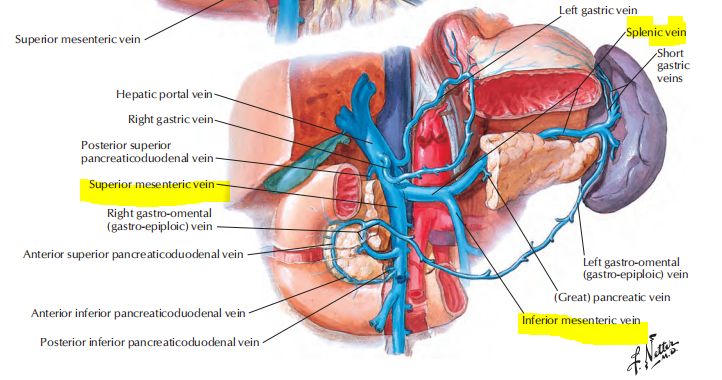 Left gastric vein
Splenic vein
Superior mesenteric vein
Short
gastric
veins
Hepatic portal vein
Right gastric vein
Posterior superior
pancreaticoduodenal vein
Superior mesenteric vein
Right gastro-omental
(gastro-epiploic) vein
Anterior superior pancreaticoduodenal vein
Left gastro-omental
(gastro-epiploic) vein
(Great) pancreatic vein
Anterior inferior pancreaticoduodenal vein
Inferior mesenteric vein
Posterior inferior pancreaticoduodenal vein
F. Netter
M.D.